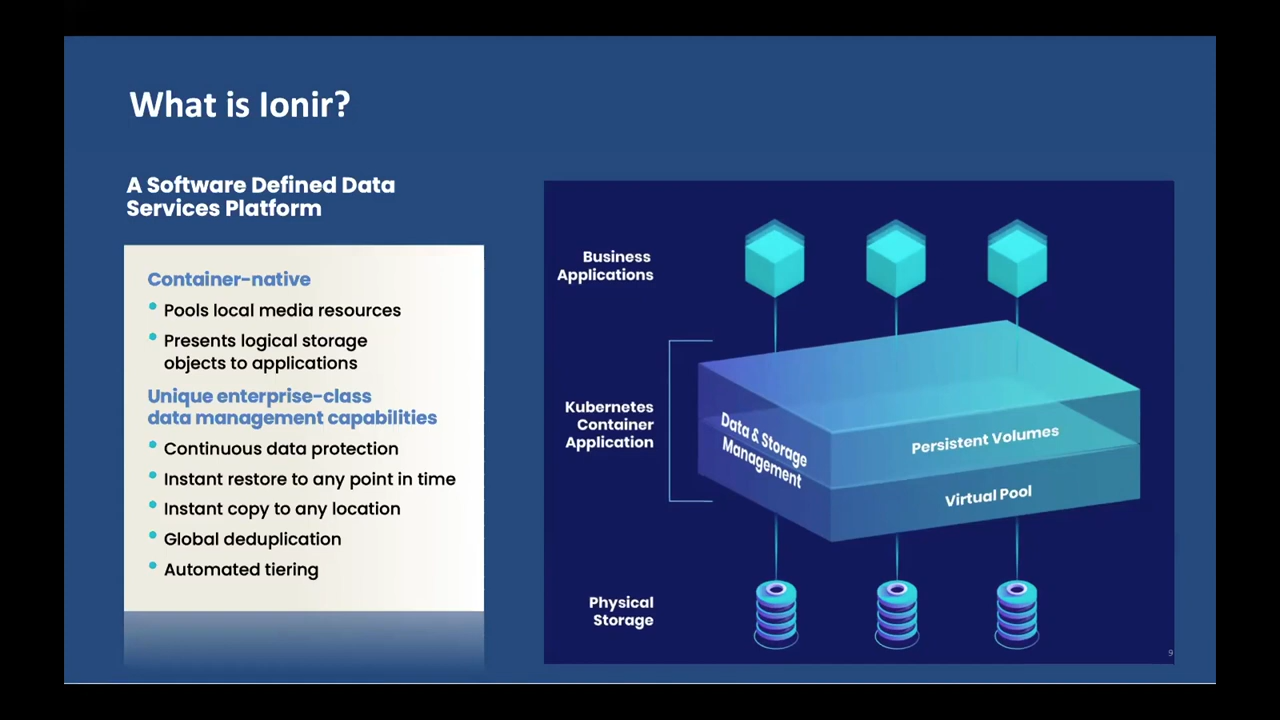 What is Ionir?
A Software Defined Data
Services Platform
Container-native
Pools local media resources
Presents logical storage
objects to applications
Unique enterprise-class
data management capabilities
Continuous data protection
Instant restore to any point in time
Instant copy to any location
Global deduplication
Automated tiering
Business
Applications
Kubernetes
Container
Application
Data & Storage
Management
Persistent Volumes
Virtual Pool
Physical
Storage
9